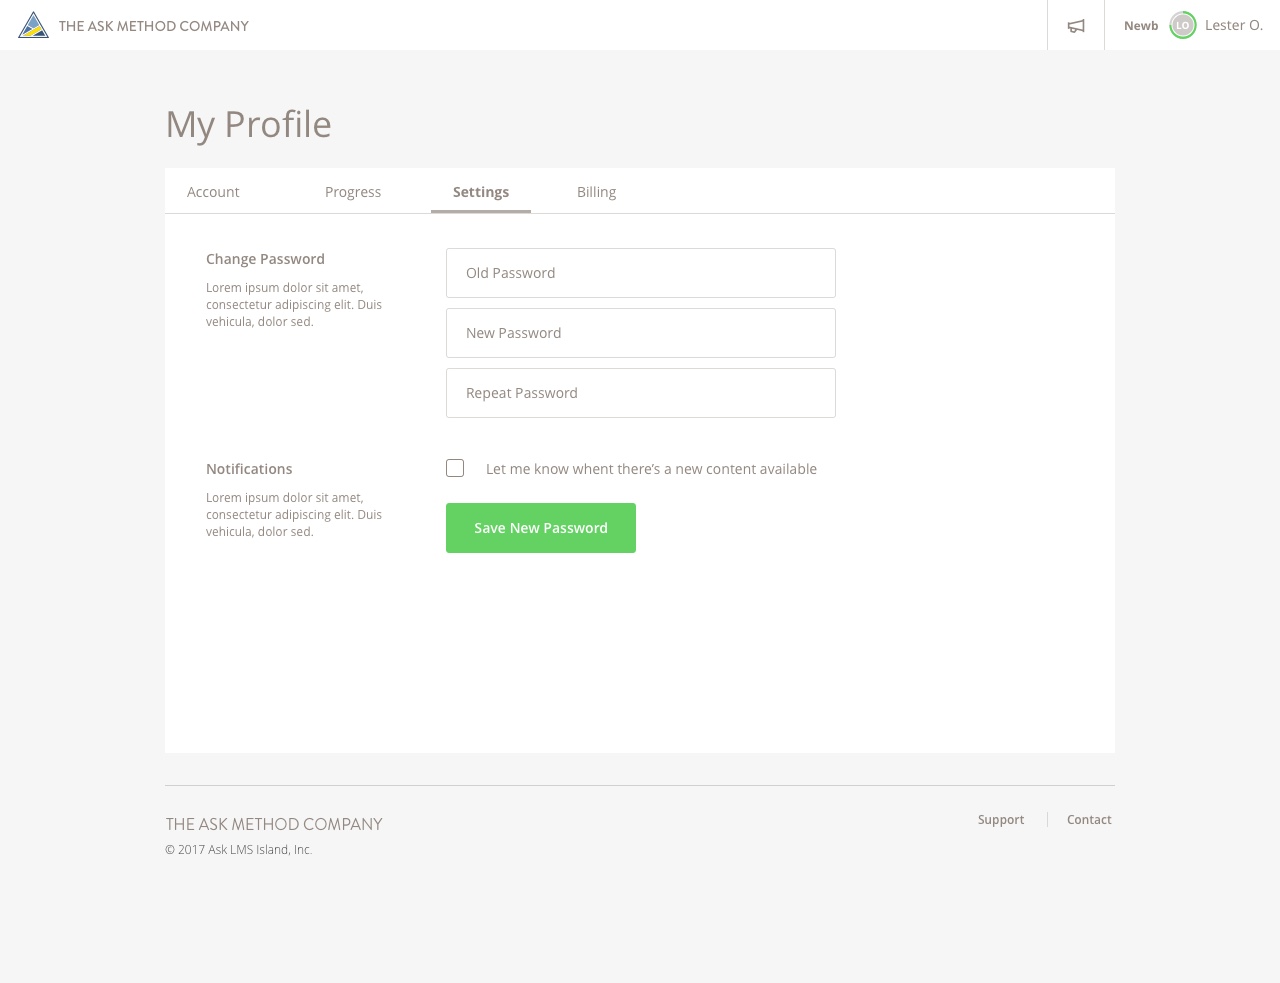 THE ASK METHOD COMPANY
Newb
LO
Lester O.
My Profile
Account
Progress
Settings
Billing
Change Password
Lorem ipsum dolor sit amet,
consectetur adipiscing elit. Duis
vehicula, dolor sed.
Old Password
New Password
Repeat Password
Notifications
Lorem ipsum dolor sit amet,
consectetur adipiscing elit. Duis
vehicula, dolor sed.
Let me know whent there’s a new content available
Save New Password
THE ASK METHOD COMPANY
© 2017 Ask LMS Island, Inc.
Support
Contact